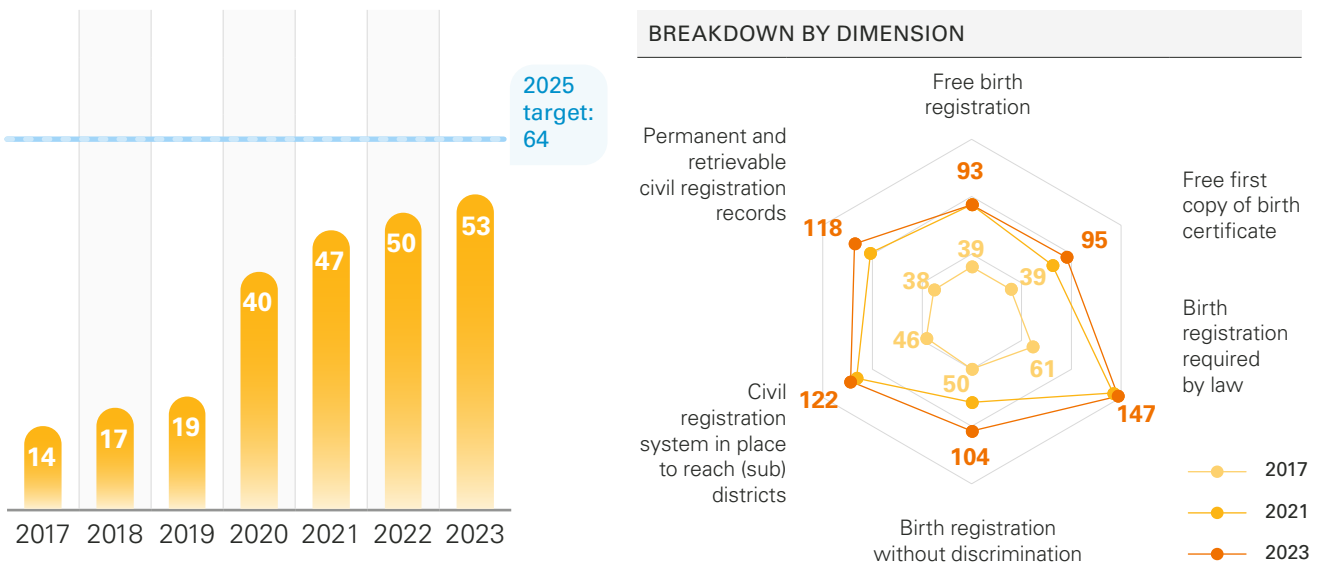 2025
target:
64
14
17
19
40
47
50
53
2017 2018 2019 2020 2021 2022 2023
BREAKDOWN BY DIMENSION
Free birth
registration
Permanent and
retrievable
civil registration
records
Free first
copy of birth
certificate
Birth
registration
required
by law
Civil
registration
system in place
to reach (sub)
districts
Birth registration
without discrimination
93
118
95
39
38
39
46
61
50
122
147
104
2017
2021
2023